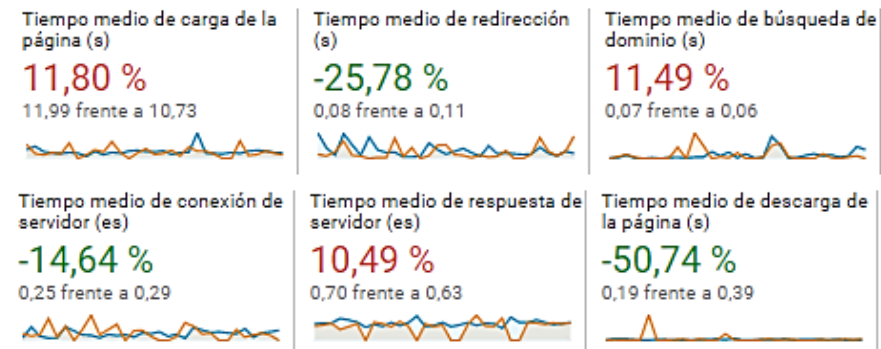 Tiempo medio de carga de la
página (s)
11,80 %
11,99 frente a 10,73
Tiempo medio de redirección
(s)
-25,78 %
0,08 frente a 0,11
Tiempo medio de búsqueda de
dominio (s)
11,49 %
0,07 frente a 0,06
Tiempo medio de conexión de
servidor (es)
-14,64 %
0,25 frente a 0,29
Tiempo medio de respuesta de
servidor (es)
10,49 %
0,70 frente a 0,63
Tiempo medio de descarga de
la página (s)
-50,74 %
0,19 frente a 0,39